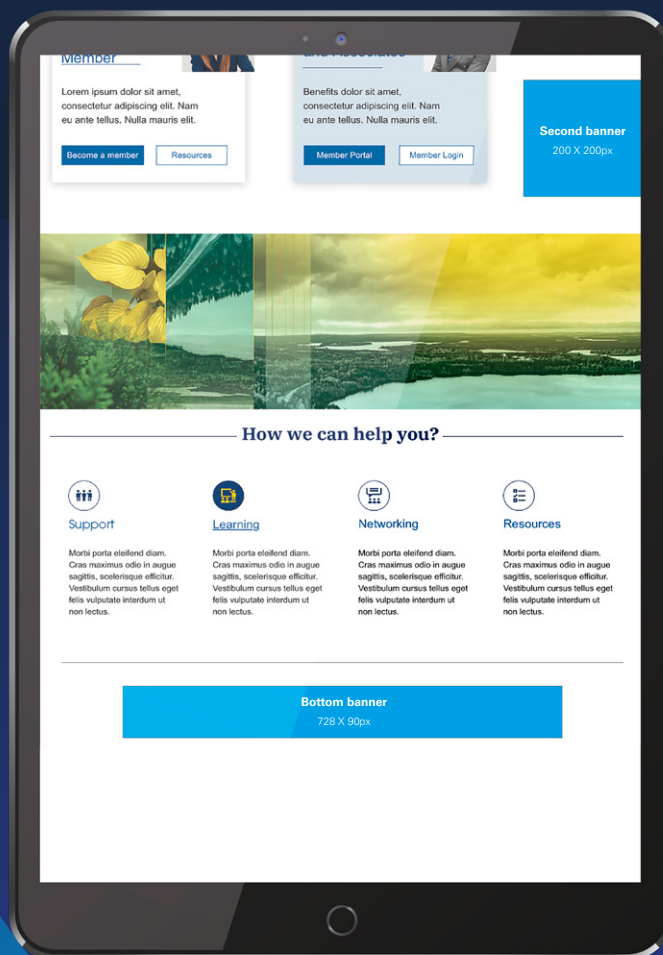 Member
Lorem ipsum dolor sit amet,
consectetur adipiscing elit. Nam
eu ante tellus. Nulla mauris elit.
Become a member
Resources
and Associates
Benefits dolor sit amet,
consectetur adipiscing elit. Nam
eu ante tellus. Nulla mauris elit.
Member Portal
Member Login
Second banner
200 X 200px
How we can help you?
Support
Morbi porta eleifend diam.
Cras maximus odio in augue
sagittis, scelerisque efficitur.
Vestibulum cursus tellus eget
felis vulputate interdum ut
non lectus.
Learning
Morbi porta eleifend diam.
Cras maximus odio in augue
sagittis, scelerisque efficitur.
Vestibulum cursus tellus eget
felis vulputate interdum ut
non lectus.
Networking
Morbi porta eleifend diam.
Cras maximus odio in augue
sagittis, scelerisque efficitur.
Vestibulum cursus tellus eget
felis vulputate interdum ut
non lectus.
Resources
Morbi porta eleifend diam.
Cras maximus odio in augue
sagittis, scelerisque efficitur.
Vestibulum cursus tellus eget
felis vulputate interdum ut
non lectus.
Bottom banner
728 X 90px